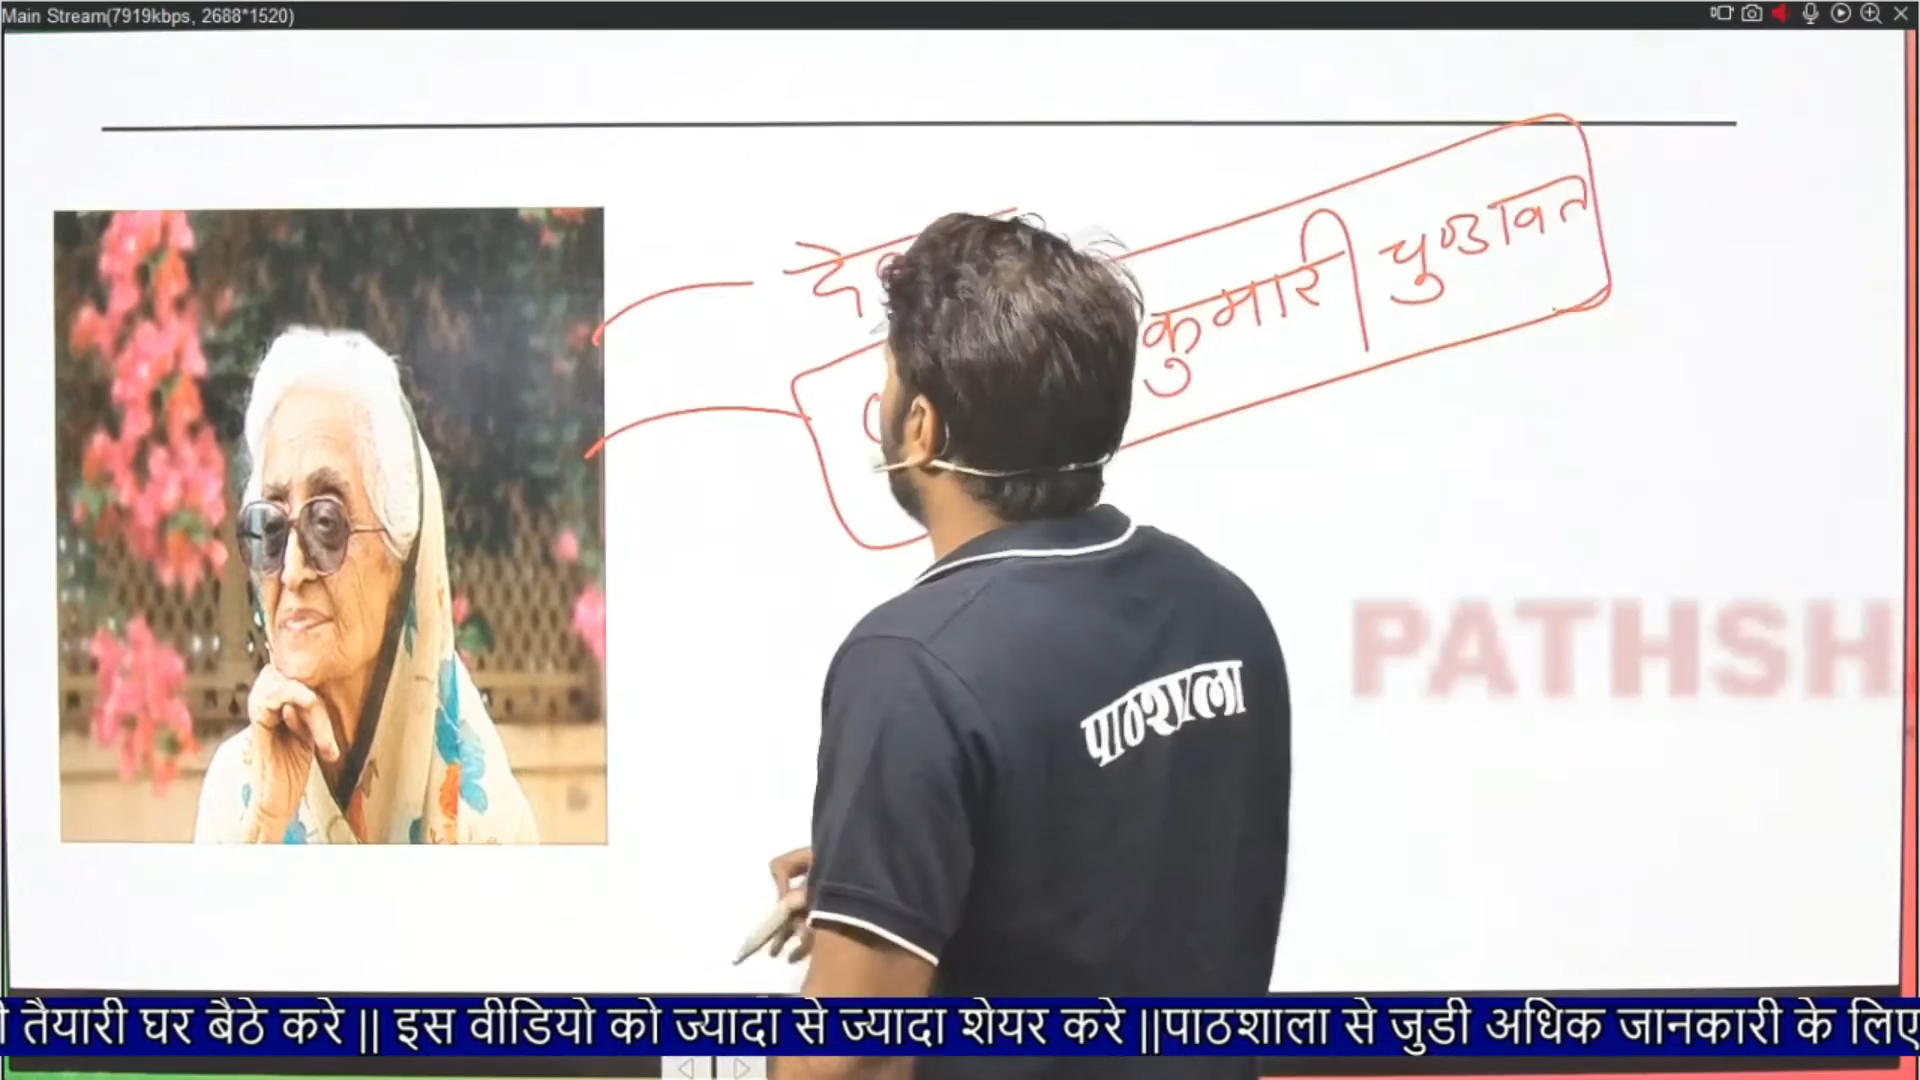 Main Stream(7919kbps, 2688*1520)
कुमारी चुण्डावत
PATHSH
पाठशाला
तैयारी घर बैठे करे || इस वीडियो को ज्यादा से ज्यादा शेयर करे ||पाठशाला से जुडी अधिक जानकारी के लिए